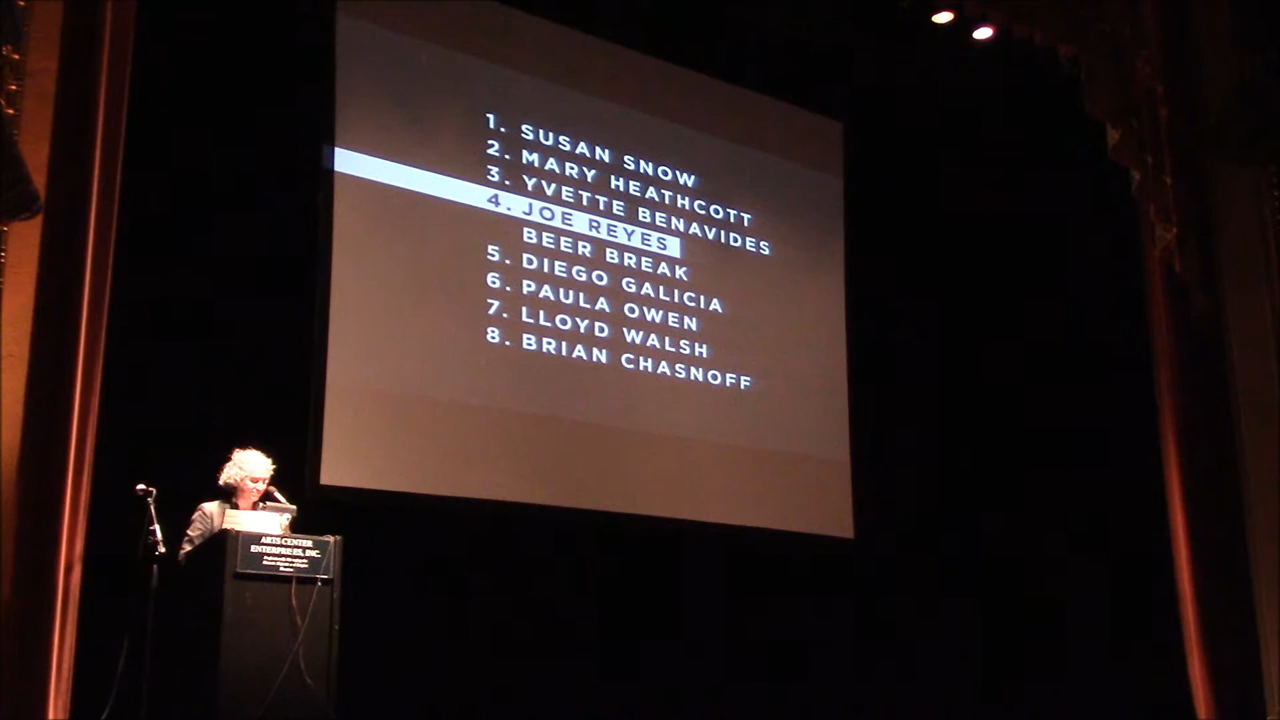 1. SUSAN SNOW
2. MARY HEATHCOTT
3. YVETTE BENAVIDES
4. JOE REYES
BEER BREAK
5. DIEGO GALICIA
6. PAULA OWEN
7. LLOYD WALSH
8. BRIAN CHASNOFF
ARTS CENTER
ENTERPRISES, INC.